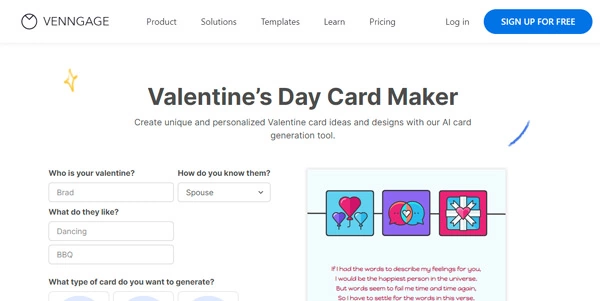 VENNGAGE
Product
Solutions
Templates
Learn
Pricing
Log in
SIGN UP FOR FREE
Valentine's Day Card Maker
Create unique and personalized Valentine card ideas and designs with our AI card
generation tool.
Who is your valentine?
How do you know them?
Brad
Spouse
What do they like?
Dancing
BBQ
What type of card do you want to generate?
If I had the words to describe my feelings for you,
I would be the happiest person in the universe.
But words seem to fail me time and time again,
So I have to settle for the words in this verse,